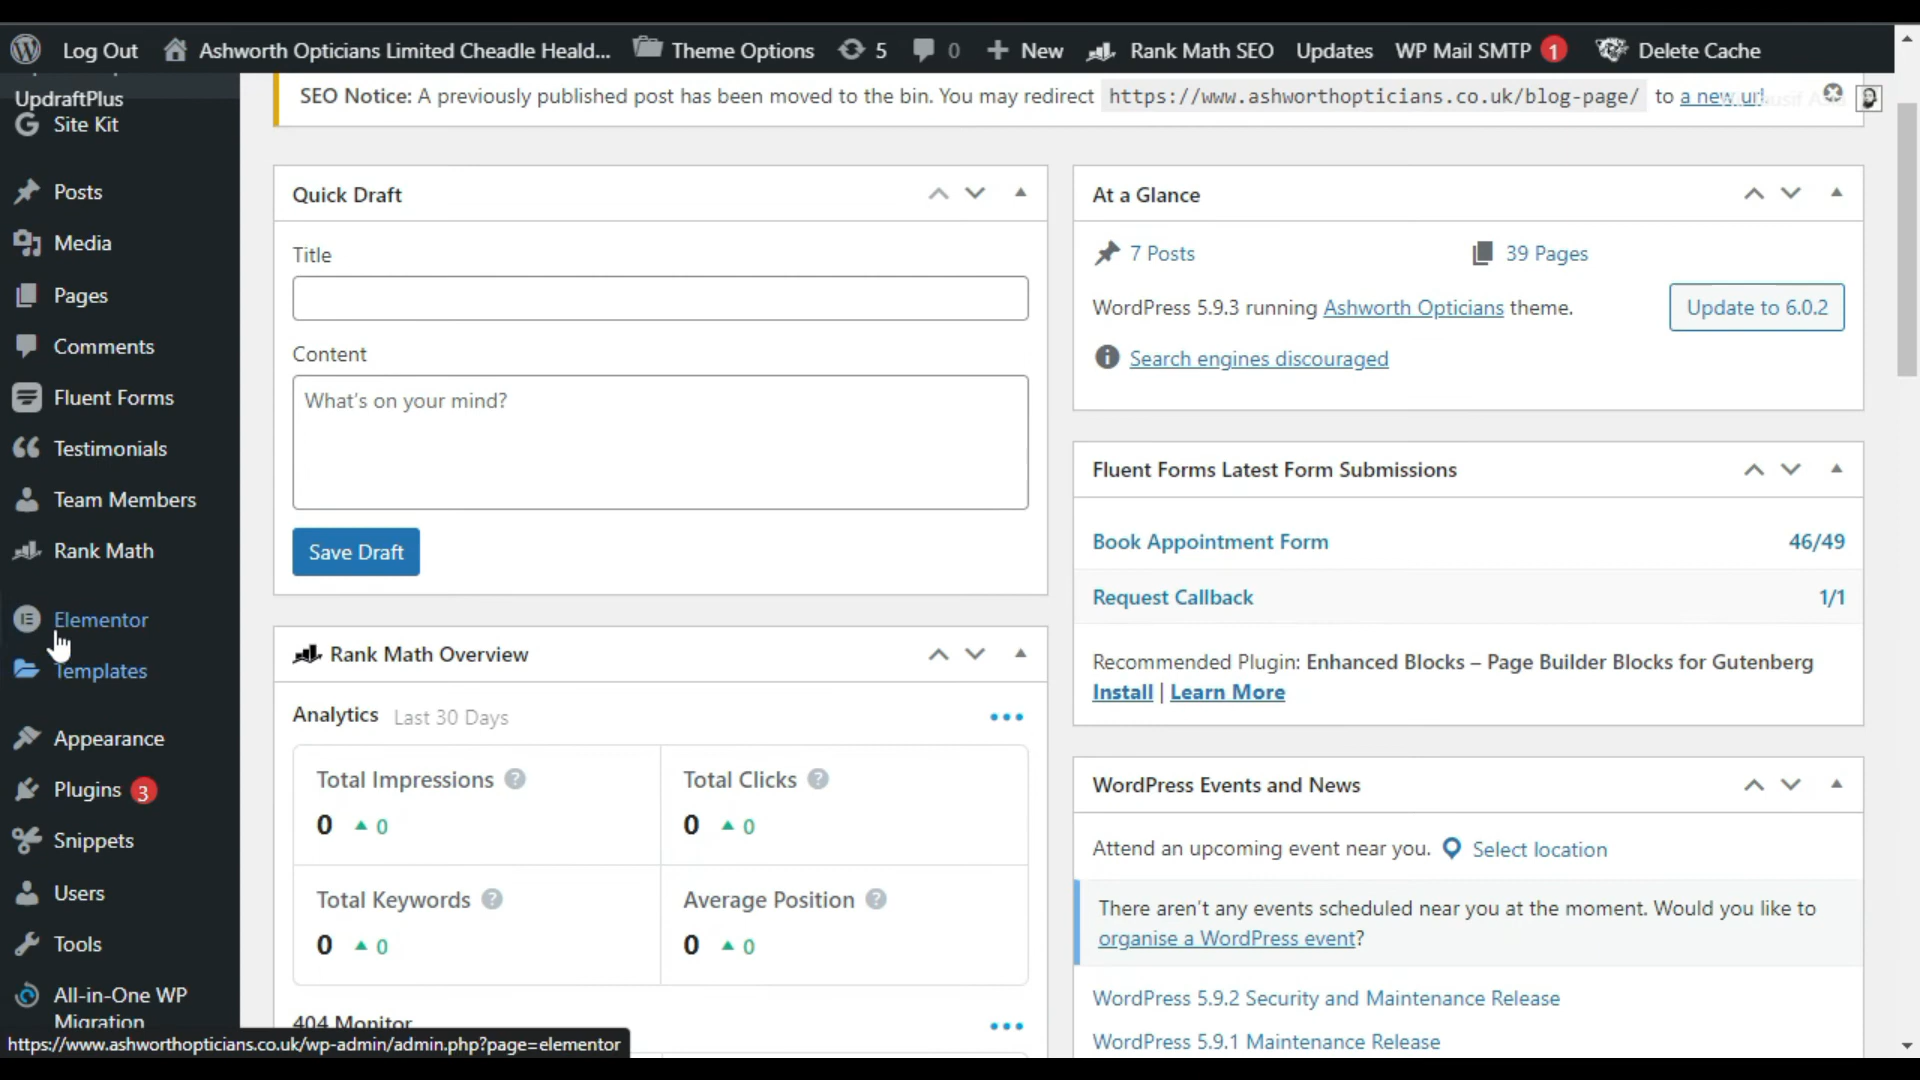 Log Out Ashworth Opticians Limited Cheadle Heald... Theme Options 5 0 New Rank Math SEO Updates WP Mail SMTP 1 Delete Cache
UpdraftPlus
Site Kit
Posts
Media
Pages
Comments
Fluent Forms
Testimonials
Team Members
Rank Math
Elementor
Templates
Appearance
Plugins 3
Snippets
Users
Tools
All-in-One WP
Migration
https://www.ashworthopticians.co.uk/wp-admin/admin.php?page=elementor
SEO Notice: A previously published post has been moved to the bin. You may redirect https://www.ashworthopticians.co.uk/blog-page/ to a new url
Quick Draft
Title
Content
What's on your mind?
Save Draft
Rank Math Overview
Analytics Last 30 Days
Total Impressions Total Clicks
0 0 0 0
Total Keywords Average Position
0 0 0 0
404 Monitor
At a Glance
7 Posts 39 Pages
WordPress 5.9.3 running Ashworth Opticians theme. Update to 6.0.2
Search engines discouraged
Fluent Forms Latest Form Submissions
Book Appointment Form 46/49
Request Callback 1/1
Recommended Plugin: Enhanced Blocks – Page Builder Blocks for Gutenberg
Install | Learn More
WordPress Events and News
Attend an upcoming event near you. Select location
There aren't any events scheduled near you at the moment. Would you like to
organise a WordPress event?
WordPress 5.9.2 Security and Maintenance Release
WordPress 5.9.1 Maintenance Release